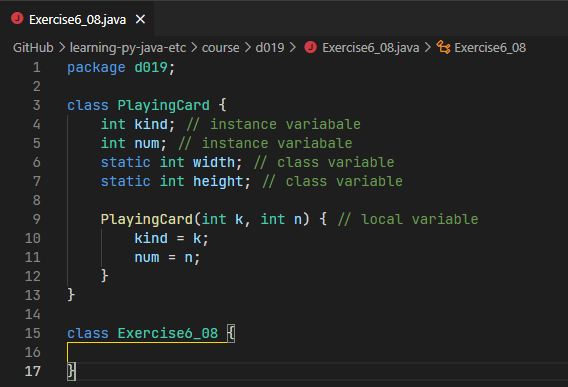 Exercise6_08.java
GitHub > learning-py-java-etc > course > d019 > Exercise6_08.java > Exercise6_08
1 package d019;
2
3 class PlayingCard {
4 int kind; // instance variabale
5 int num; // instance variabale
6 static int width; // class variable
7 static int height; // class variable
8
9 PlayingCard(int k, int n) { // local variable
10 kind = k;
11 num = n;
12 }
13 }
14
15 class Exercise6_08 {
16
17 }